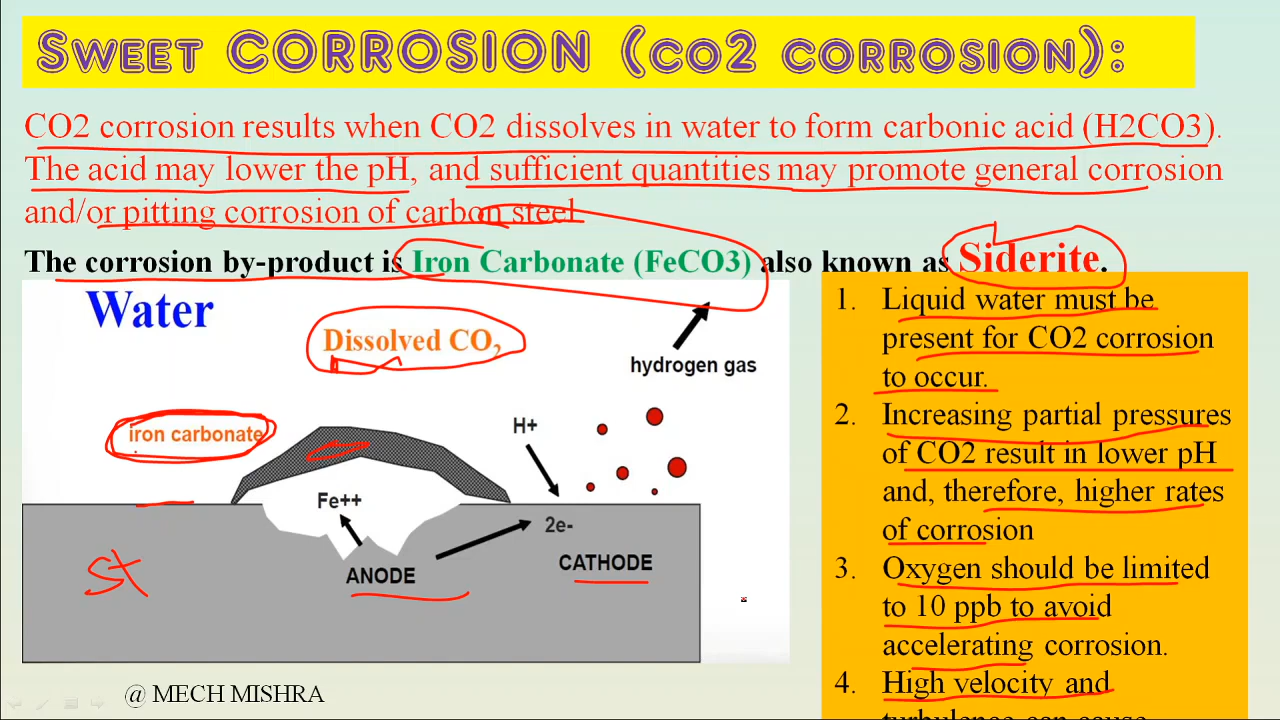 SWEET CORROSION (CO2 CORROSION):
CO2 corrosion results when CO2 dissolves in water to form carbonic acid (H2CO3).
The acid may lower the pH, and sufficient quantities may promote general corrosion
and/or pitting corrosion of carbon steel
The corrosion by-product is Iron Carbonate (FeCO3) also known as Siderite.
Water
Dissolved CO2
hydrogen gas
iron carbonate
H+
Fe++
2e-
ANODE
CATHODE
St
1. Liquid water must be
present for CO2 corrosion
to occur.
2. Increasing partial pressures
of CO2 result in lower pH
and, therefore, higher rates
of corrosion
3. Oxygen should be limited
to 10 ppb to avoid
accelerating corrosion.
4. High velocity and
turbulence can cause
@ MECH MISHRA